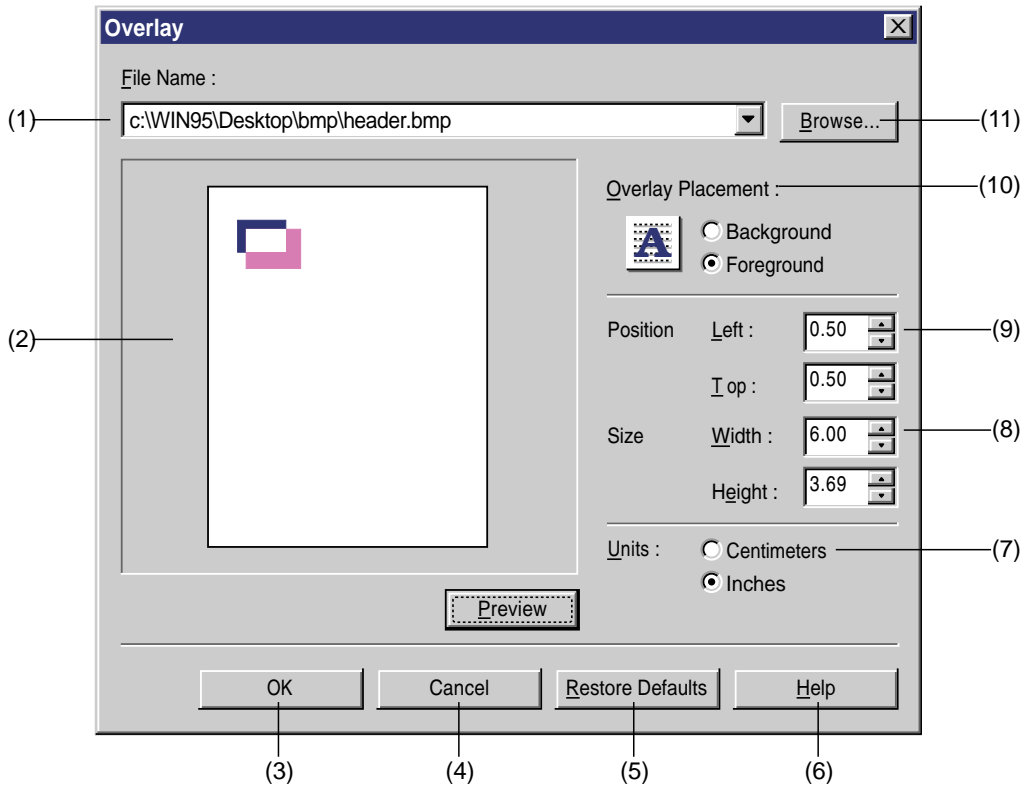 Overlay
File Name :
(1) c:\WIN95\Desktop\bmp\header.bmp Browse... (11)
Overlay Placement : (10)
A Background
Foreground
(2) Position Left : 0.50 (9)
Top : 0.50
Size Width : 6.00 (8)
Height : 3.69
Units : Centimeters (7)
Inches
Preview
OK Cancel Restore Defaults Help
(3) (4) (5) (6)